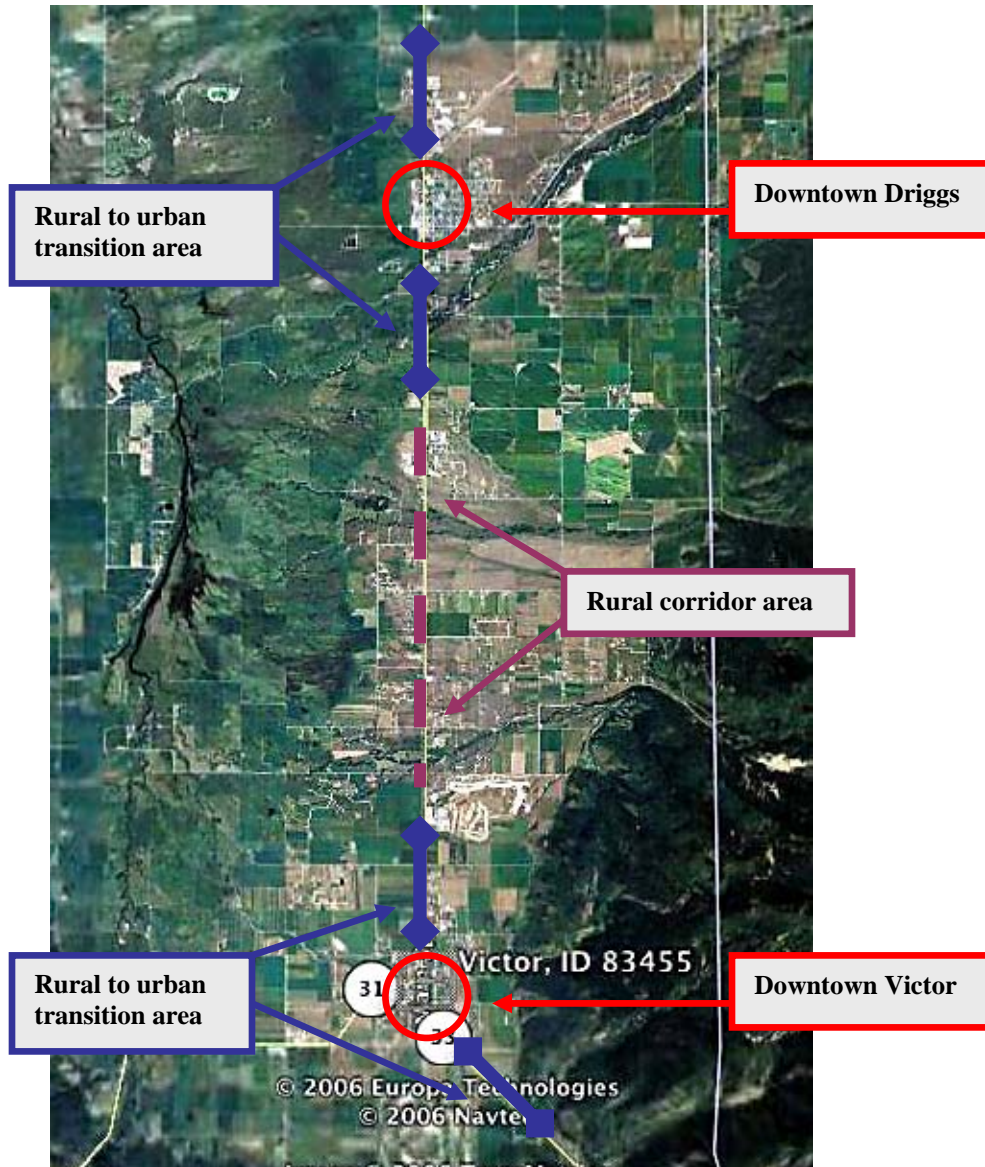 Downtown Driggs
Rural to urban
transition area
Rural corridor area
Victor, ID 83455
31
33
Rural to urban
transition area
Downtown Victor
© 2006 Europa Technologies
© 2006 Navteq